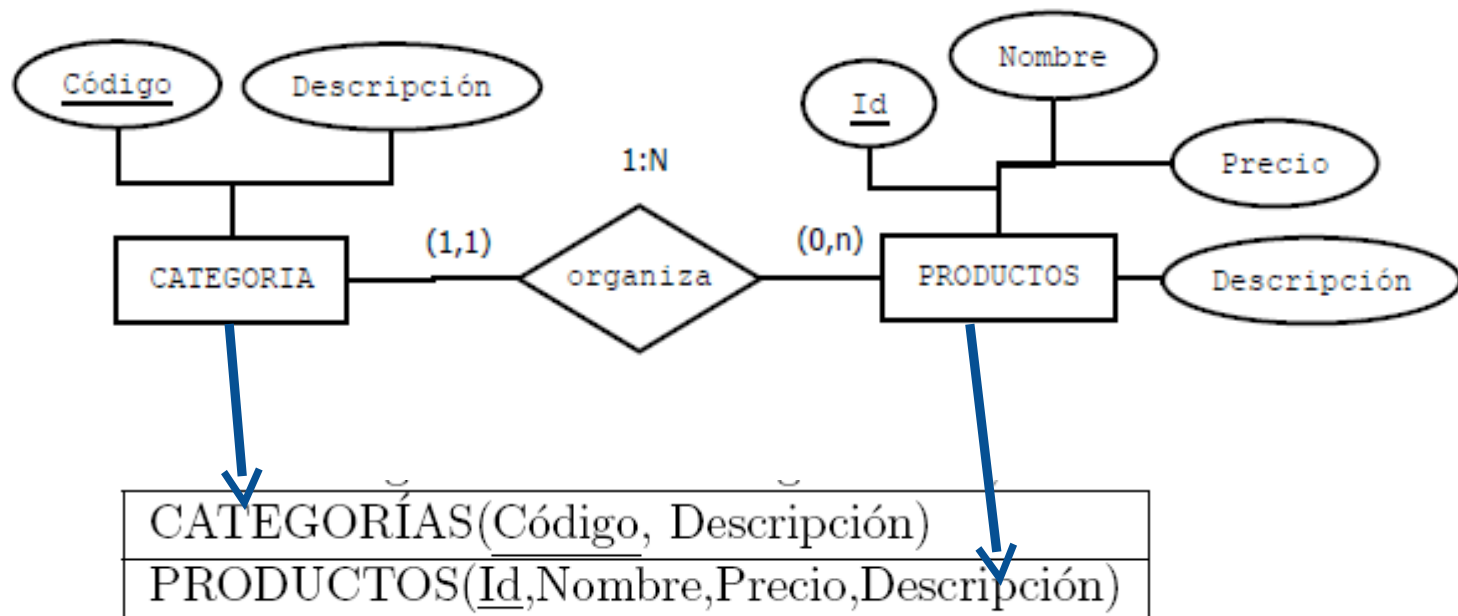 Código
Descripción
Id
Nombre
Precio
1:N
(1,1)
(0,n)
CATEGORIA
organiza
PRODUCTOS
Descripción
CATEGORÍAS(Código, Descripción)
PRODUCTOS(Id,Nombre,Precio,Descripción)